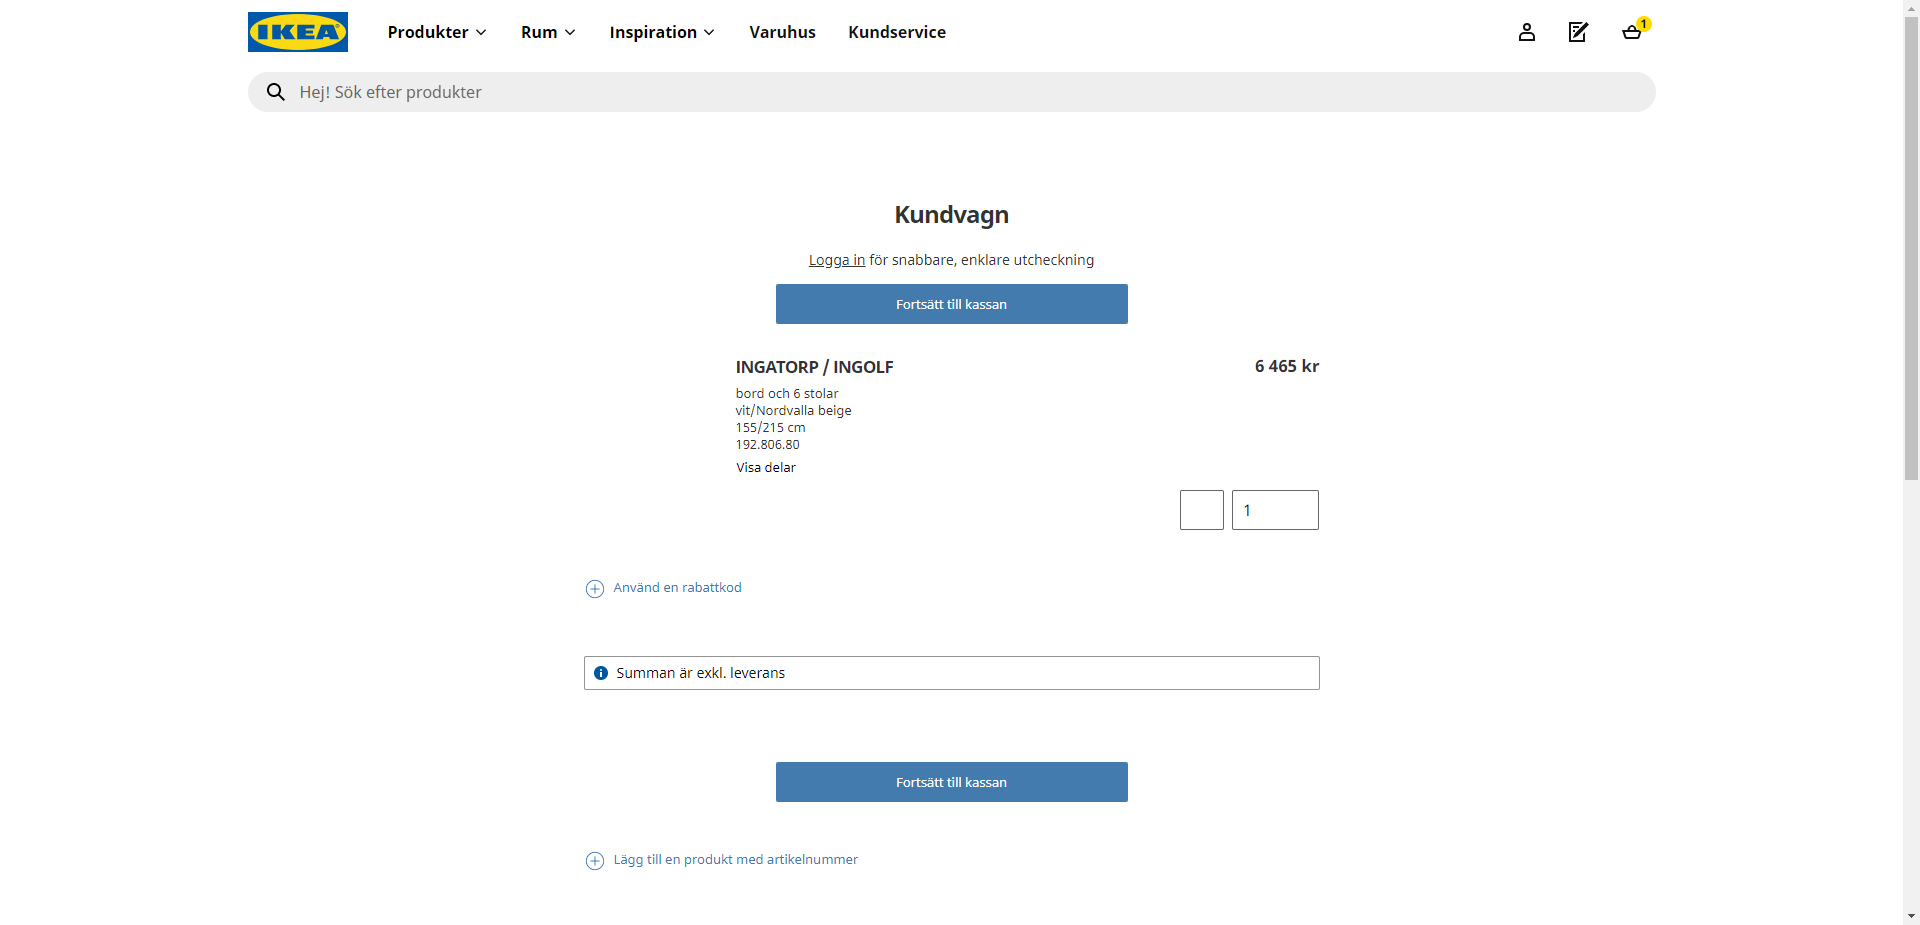 IKEA
Produkter
Rum
Inspiration
Varuhus
Kundservice
1
Hej! Sök efter produkter
Kundvagn
Logga in för snabbare, enklare utcheckning
Fortsätt till kassan
INGATORP / INGOLF
6 465 kr
bord och 6 stolar
vit/Nordvalla beige
155/215 cm
192.806.80
Visa delar
1
Använd en rabattkod
Summan är exkl. leverans
Fortsätt till kassan
Lägg till en produkt med artikelnummer